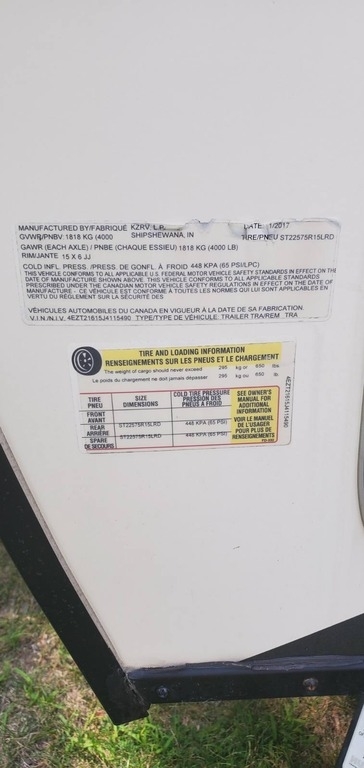 MANUFACTURED BY/FABRIQUÉ KZRV, L.P. DATE: 1/2017
GVWR/PNBV: 1818 KG (4000 SHIPSHEWANA, IN TIRE/PNEU ST22575R15LRD
GAWR (EACH AXLE) / PNBE (CHAQUE ESSIEU) 1818 KG (4000 LB)
RIM/JANTE 15 X 6 JJ
COLD INFL. PRESS. /PRESS. DE GONFL. À FROID 448 KPA (65 PSI/LPC)
THIS VEHICLE CONFORMS TO ALL APPLICABLE U.S. FEDERAL MOTOR VEHICLE SAFETY STANDARDS IN EFFECT ON THE
DATE OF MANUFACTURE. THIS VEHICLE CONFORMS TO ALL APPLICABLE STANDARDS
PRESCRIBED UNDER THE CANADIAN MOTOR VEHICLE SAFETY STANDARDS IN EFFECT ON THE DATE OF
MANUFACTURE - CE VÉHICULE EST CONFORME À TOUTES LES NORMES QUI LUI SONT APPLICABLES EN
VERTU DU RÈGLEMENT SUR LA SÉCURITÉ DES
VÉHICULES AUTOMOBILES DU CANADA EN VIGUEUR À LA DATE DE SA FABRICATION.
V.I.N./N.I.V. 4EZT21615J4115490 TYPE/TYPE DE VÉHICULE: TRAILER TRA/REM TRA
TIRE AND LOADING INFORMATION
RENSEIGNEMENTS SUR LES PNEUS ET LE CHARGEMENT
The weight of cargo should never exceed 295 kg or 650 lbs
Le poids du chargement ne doit jamais dépasser 295 kg ou 650 lb
TIRE PNEU
SIZE DIMENSIONS
COLD TIRE PRESSURE PRESSION DES PNEUS A FROID
SEE OWNER'S MANUAL FOR ADDITIONAL INFORMATION
VOIR LE MANUEL DE L'USAGER POUR PLUS DE RENSEIGNEMENTS
FRONT
AVANT
REAR ST22575R15LRD 448 KPA (65 PSI)
ARRIÈRE
SPARE ST22575R15LRD 448 KPA (65 PSI)
DE SECOURS
4EZT21615J4115490